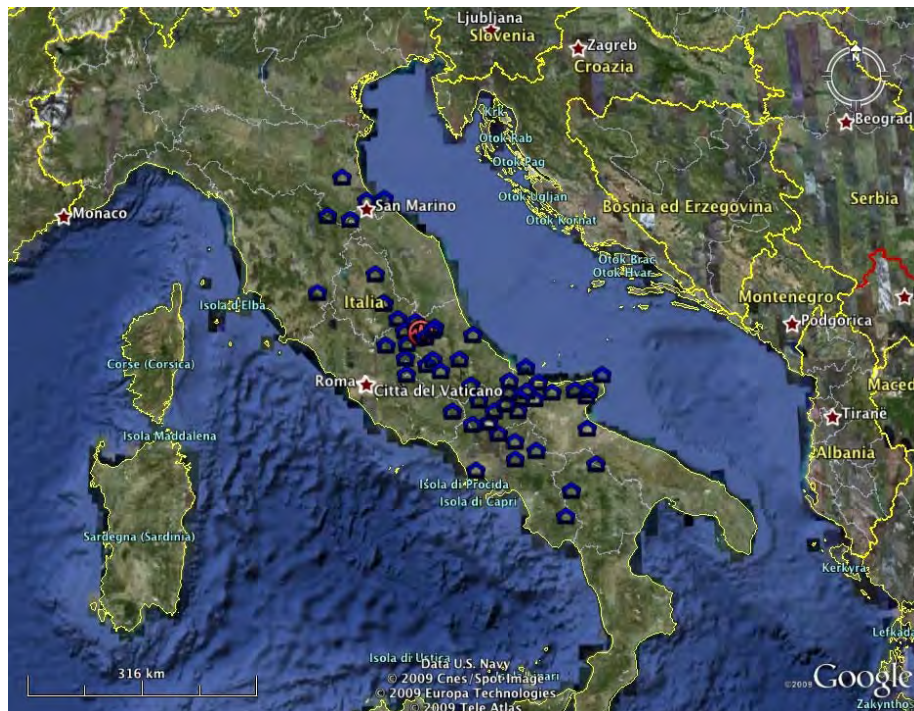 Ljubljana
Slovenia
Zagreb
Croazia
N
Beograd
Krk
Otok Rab
Otok Pag
Otok Ugljan
Otok Kornat
Bosnia ed Erzegovina
Serbia
Monaco
San Marino
Otok Brac
Otok Hvar
Montenegro
Isola d'Elba
Italia
Podgorica
Corse (Corsica)
Roma
Città del Vaticano
Maced
Tiranë
Isola Maddalena
Albania
Isola di Procida
Isola di Capri
Sardegna (Sardinia)
Kerkyra
Lefkada
316 km
Isola di Ustica
Data U.S. Navy
© 2009 Cnes/Spot Image
© 2009 Europa Technologies
© 2009 Tele Atlas
©2009 Google
Zakynthos